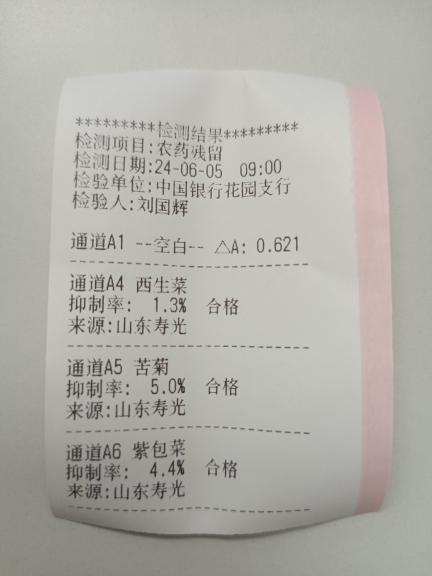 *********检测结果*********
检测项目:农药残留
检测日期:24-06-05 09:00
检验单位:中国银行花园支行
检验人:刘国辉
通道A1 --空白-- △A: 0.621
通道A4 西生菜
抑制率: 1.3% 合格
来源:山东寿光
通道A5 苦菊
抑制率: 5.0% 合格
来源:山东寿光
通道A6 紫包菜
抑制率: 4.4% 合格
来源:山东寿光